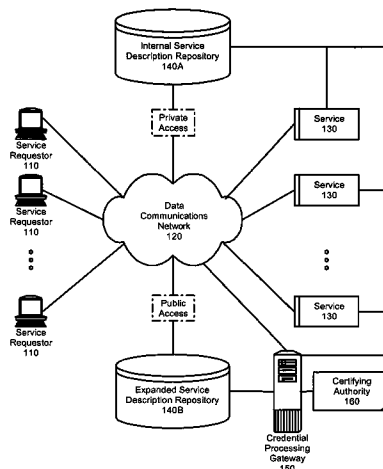 Internal Service
Description Repository
140A
Private
Access
Service
Requestor
110
Service
130
Service
Requestor
110
Data
Communications
Network
120
Service
130
Service
Requestor
110
Public
Access
Service
130
Expanded Service
Description Repository
140B
Certifying
Authority
160
Credential
Processing
Gateway
150